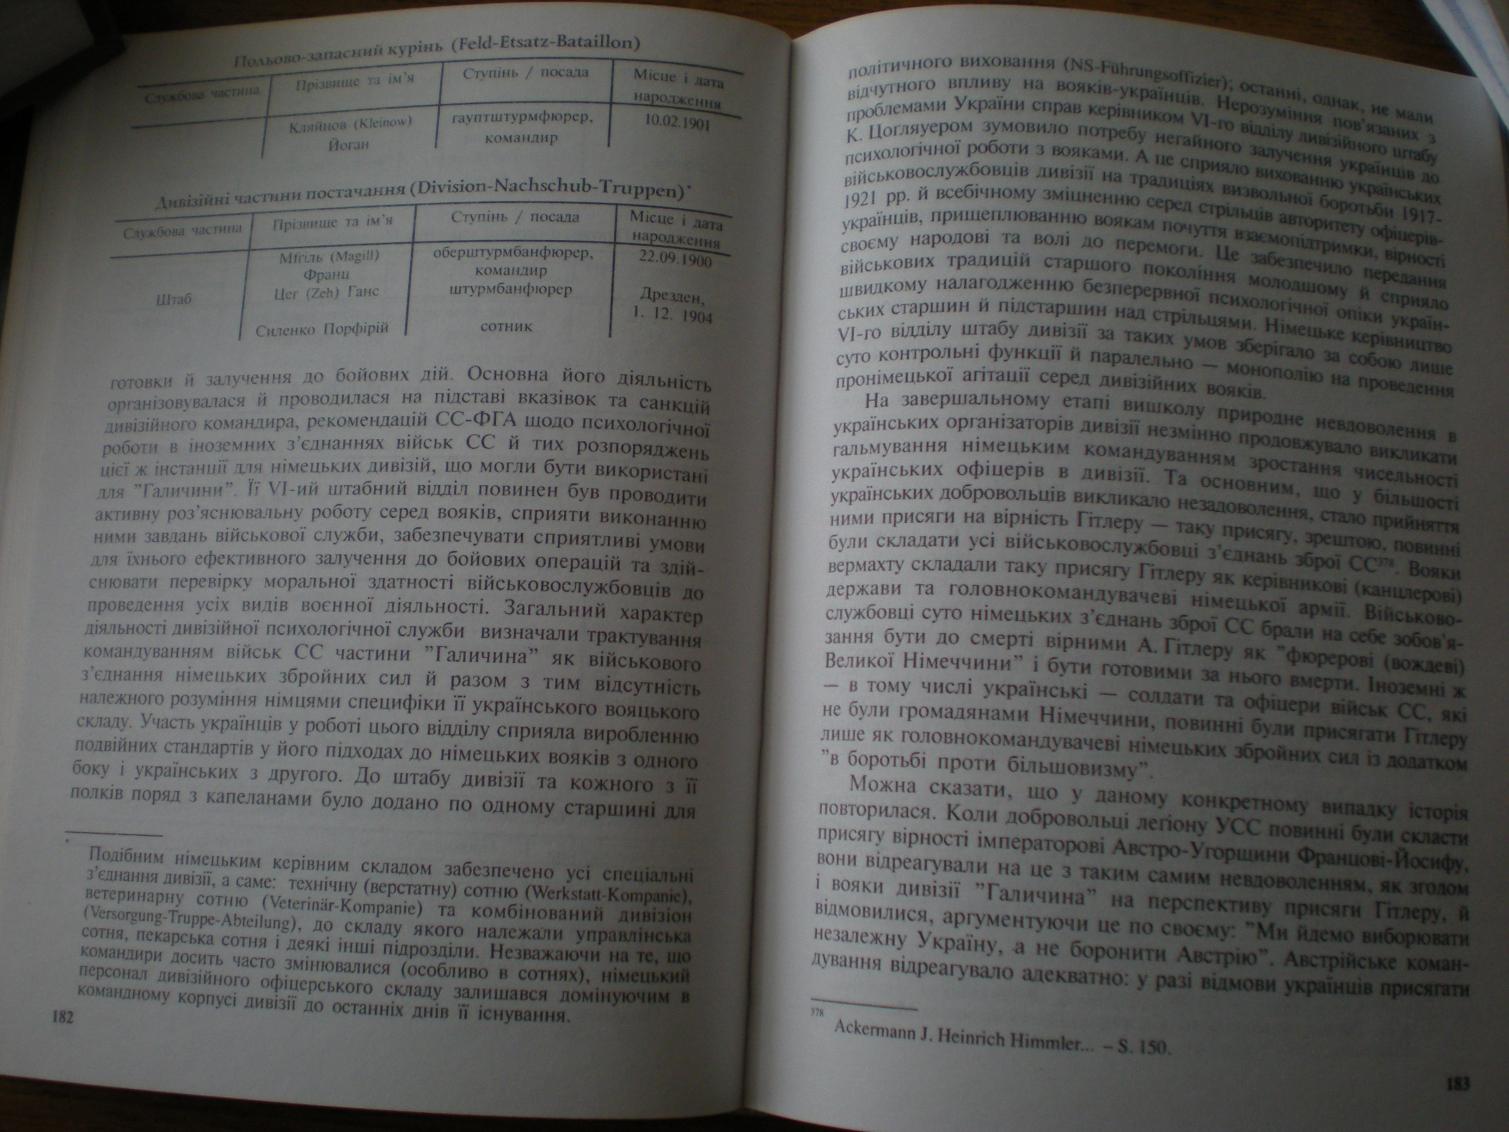 Польово-запасний курінь (Feld-Etsatz-Bataillon)
Службова частина Прізвище та ім'я Ступінь / посада Місце і дата народження
Кляйнов (Kleinow) Йоган гауптштурмфюрер, командир 10.02.1901
Дивізійні частини постачання (Division-Nachschub-Truppen)*
Службова частина Прізвище та ім'я Ступінь / посада Місце і дата народження
Штаб
Мігіль (Magill) Франц оберштурмбанфюрер, командир 22.09.1900
Цег (Zeh) Ганс штурмбанфюрер Дрезден, 1. 12. 1904
Силенко Порфірій сотник
готовки й залучення до бойових дій. Основна його діяльність
організовувалася й проводилася на підставі вказівок та санкцій
дивізійного командира, рекомендацій СС-ФГА щодо психологічної
роботи в іноземних з'єднаннях військ СС й тих розпоряджень
цієї ж інстанції для німецьких дивізій, що могли бути використані
для "Галичини". Її VI-ий штабний відділ повинен був проводити
активну роз'яснювальну роботу серед вояків, сприяти виконанню
ними завдань військової служби, забезпечувати сприятливі умови
для їхнього ефективного залучення до бойових операцій та здій-
снювати перевірку моральної здатності військовослужбовців до
проведення усіх видів воєнної діяльності. Загальний характер
діяльності дивізійної психологічної служби визначали трактування
командуванням військ СС частини "Галичина" як військового
з'єднання німецьких збройних сил й разом з тим відсутність
належного розуміння німцями специфіки її українського вояцького
складу. Участь українців у роботі цього відділу сприяла виробленню
подвійних стандартів у його підходах до німецьких вояків з одного
боку і українських з другого. До штабу дивізії та кожного з її
полків поряд з капеланами було додано по одному старшині для
* Подібним німецьким керівним складом забезпечено усі спеціальні
з'єднання дивізії, а саме: технічну (верстатну) сотню (Werkstatt-Kompanie),
ветеринарну сотню (Veterinär-Kompanie) та комбінований дивізіон
(Versorgung-Truppe-Abteilung), до складу якого належали управлінська
сотня, пекарська сотня і деякі інші підрозділи. Незважаючи на те, що
командири досить часто змінювалися (особливо в сотнях), німецький
персонал дивізійного офіцерського складу залишався домінуючим в
командному корпусі дивізії до останніх днів її існування.
182
політичного виховання (NS-Führungsoffizier); останні, однак, не мали
відчутного впливу на вояків-українців. Нерозуміння пов'язаних з
проблемами України справ керівником VI-го відділу дивізійного штабу
К. Цогляуером зумовило потребу негайного залучення українців до
психологічної роботи з вояками. А це сприяло вихованню українських
військовослужбовців дивізії на традиціях визвольної боротьби 1917-
1921 рр. й всебічному зміцненню серед стрільців авторитету офіцерів-
українців, прищеплюванню воякам почуття взаємопідтримки, вірності
своєму народові та волі до перемоги. Це забезпечило передання
військових традицій старшого покоління молодшому й сприяло
швидкому налагодженню безперервної психологічної опіки україн-
ських старшин й підстаршин над стрільцями. Німецьке керівництво
VI-го відділу штабу дивізії за таких умов зберігало за собою лише
суто контрольні функції й паралельно — монополію на проведення
пронімецької агітації серед дивізійних вояків.
На завершальному етапі вишколу природне невдоволення в
українських організаторів дивізії незмінно продовжувало викликати
гальмування німецьким командуванням зростання чисельності
українських офіцерів в дивізії. Та основним, що у більшості
українських добровольців викликало незадоволення, стало прийняття
ними присяги на вірність Гітлеру — таку присягу, зрештою, повинні
були складати усі військовослужбовці з'єднань зброї СС³⁷⁸. Вояки
вермахту складали таку присягу Гітлеру як керівникові (канцлерові)
держави та головнокомандувачеві німецької армії. Військово-
службовці суто німецьких з'єднань зброї СС брали на себе зобов'я-
зання бути до смерті вірними А. Гітлеру як "фюрерові (вождеві)
Великої Німеччини" і бути готовими за нього вмерти. Іноземні ж
— в тому числі українські — солдати та офіцери військ СС, які
не були громадянами Німеччини, повинні були присягати Гітлеру
лише як головнокомандувачеві німецьких збройних сил із додатком
"в боротьбі проти більшовизму".
Можна сказати, що у даному конкретному випадку історія
повторилася. Коли добровольці легіону УСС повинні були скласти
присягу вірності імператорові Австро-Угорщини Францові-Йосифу,
вони відреагували на це з таким самим невдоволенням, як згодом
і вояки дивізії "Галичина" на перспективу присяги Гітлеру, й
відмовилися, аргументуючи це по своєму: "Ми йдемо виборювати
незалежну Україну, а не боронити Австрію". Австрійське коман-
дування відреагувало адекватно: у разі відмови українців присягати
³⁷⁸ Ackermann J. Heinrich Himmler... – S. 150.
183